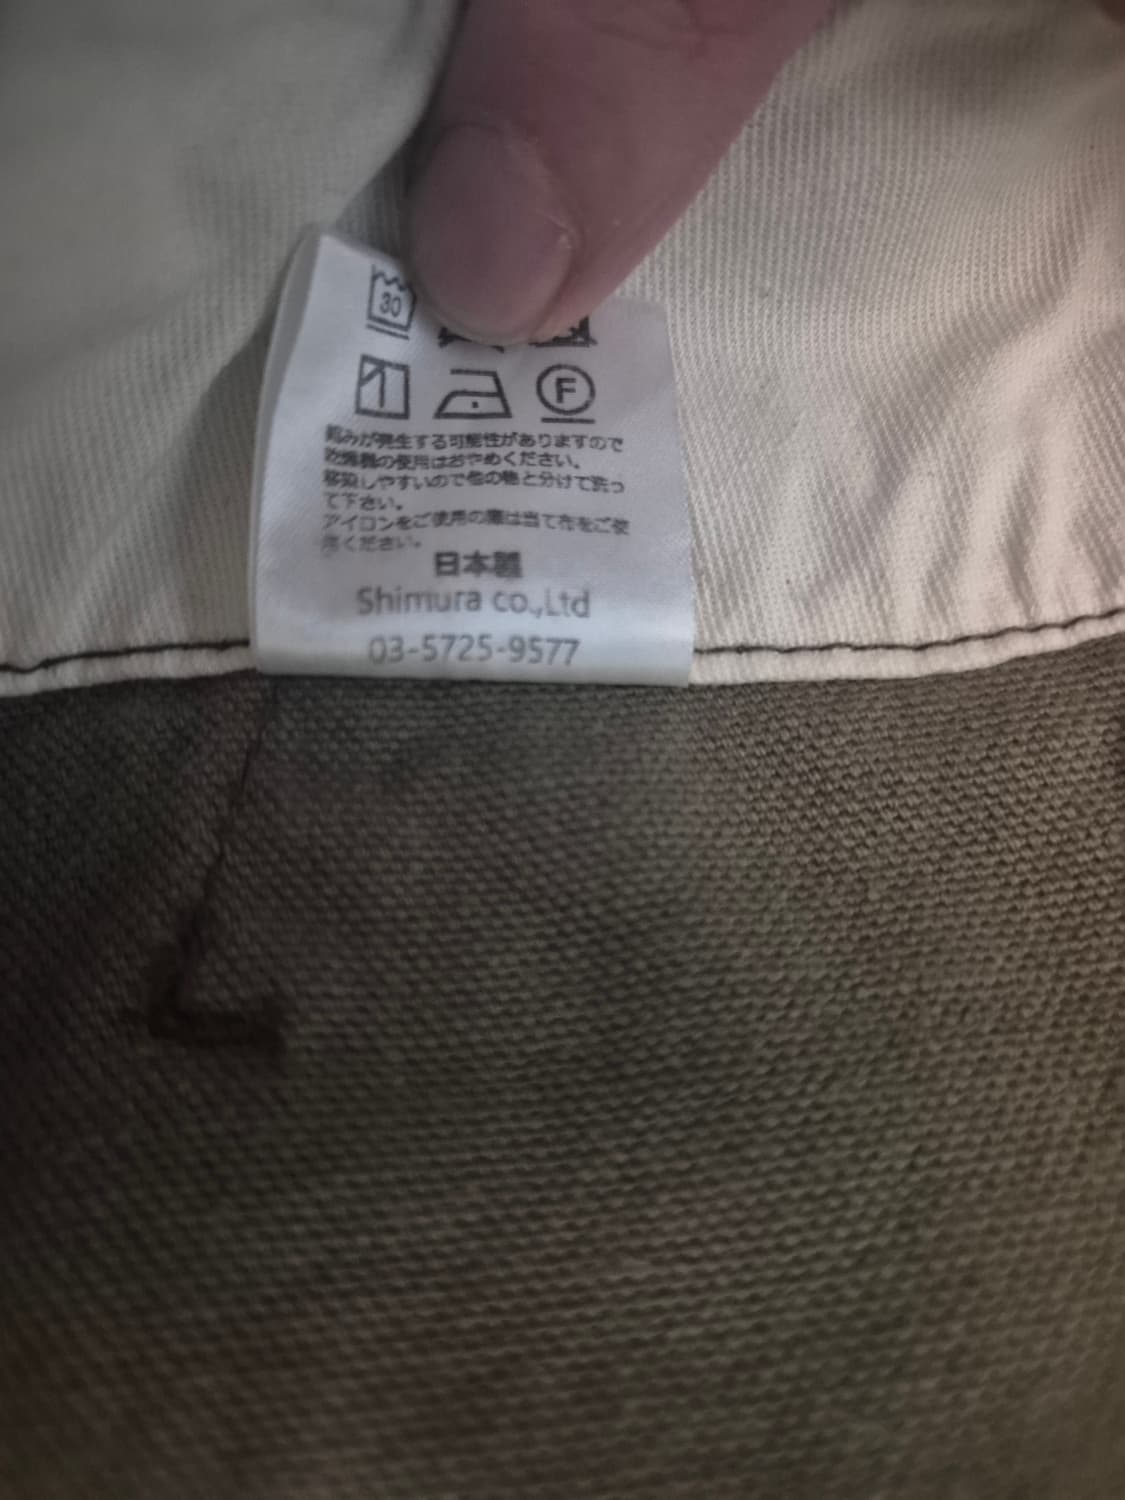 30
F
縮みが発生する可能性がありますので
乾燥機の使用はおやめください。
移染しやすいので他の物と分けて洗っ
て下さい。
アイロンをご使用の際は当て布をご使
用ください。
日本製
Shimura co.,Ltd
03-5725-9577